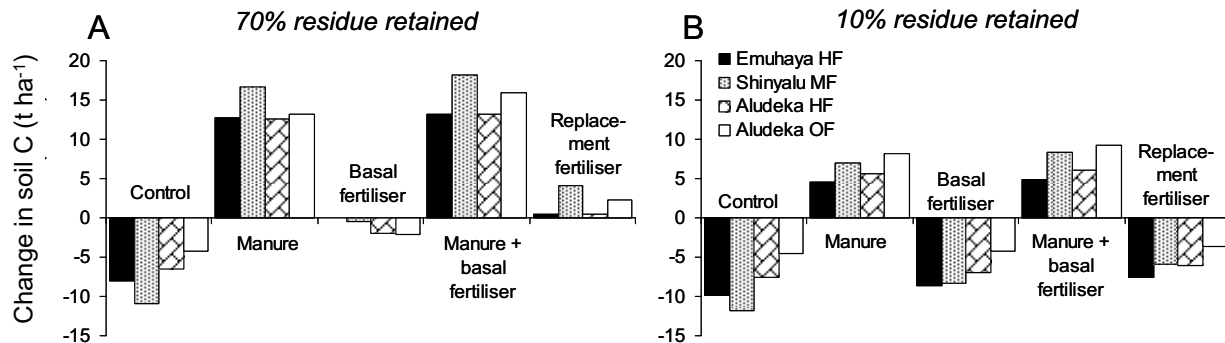 A
70% residue retained
Change in soil C (t ha-1)
20
15
10
5
0
-5
-10
-15
Control
Manure
Basal
fertiliser
Manure +
basal
fertiliser
Replace-
ment
fertiliser
B
10% residue retained
20
15
10
5
0
-5
-10
-15
Emuhaya HF
Shinyalu MF
Aludeka HF
Aludeka OF
Control
Manure
Basal
fertiliser
Manure +
basal
fertiliser
Replace-
ment
fertiliser